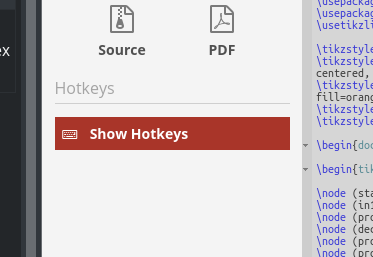 ex
Source PDF
Hotkeys
Show Hotkeys
\usepackag
\usepackag
\usetikzli
\tikzstyle
\tikzstyle
centered,
\tikzstyle
fill=orang
\tikzstyle
\tikzstyle
\begin{doc
\begin{tik
\node (sta
\node (in1
\node (pro
\node (dec
\node (pro
\node (pro